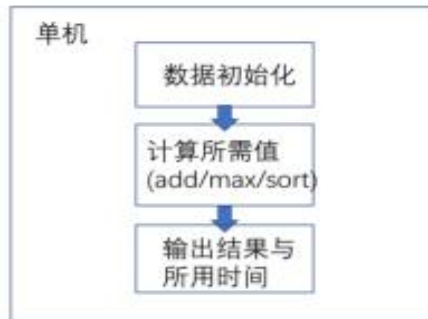 单机
数据初始化
计算所需值
(add/max/sort)
输出结果与
所用时间